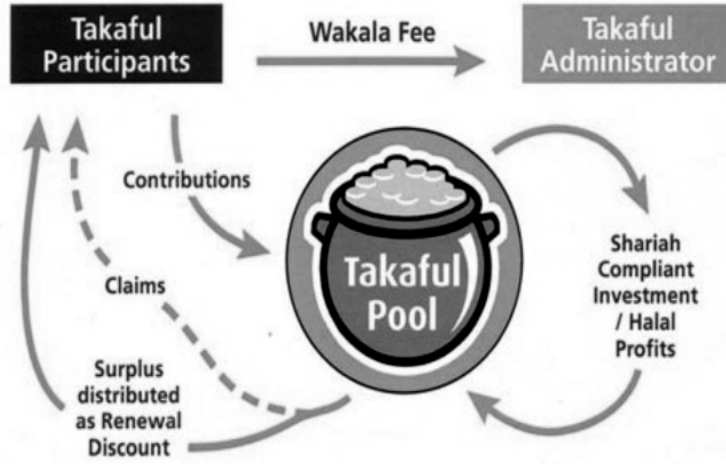 Takaful
Participants
Wakala Fee
Takaful
Administrator
Contributions
Takaful
Pool
Shariah
Compliant
Investment
/ Halal
Profits
Claims
Surplus
distributed
as Renewal
Discount